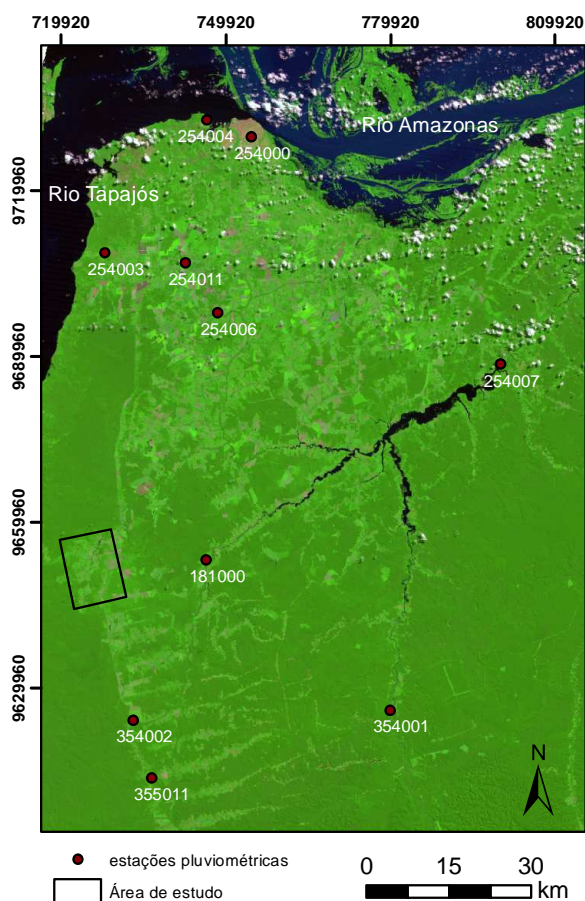 719920 749920 779920 809920
Rio Amazonas
254004
254000
9719960
Rio Tapajós
254003
254011
254006
9689960
254007
9659960
181000
9629960
354002
354001
355011
N
estações pluviométricas
Área de estudo
0 15 30
km